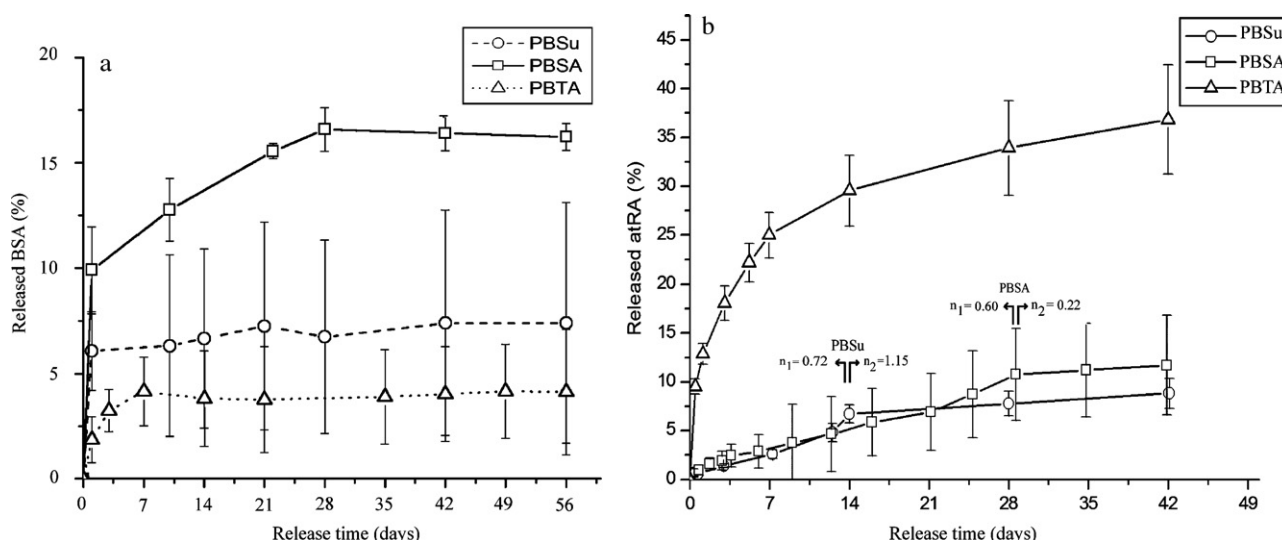 a
PBSu
PBSA
PBTA
20
15
10
5
0
Released BSA (%)
0 7 14 21 28 35 42 49 56
Release time (days)
b
PBSu
PBSA
PBTA
45
40
35
30
25
20
15
10
5
0
Released atRA (%)
PBSA
n1= 0.60 n2= 0.22
PBSu
n1= 0.72 n2=1.15
0 7 14 21 28 35 42 49
Release time (days)